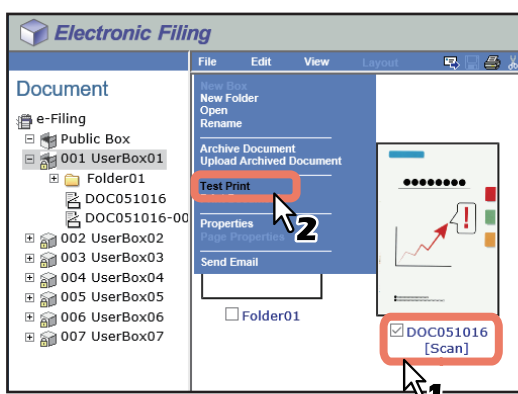 Electronic Filing
File Edit View Layout
Document
e-Filing
Public Box
001 UserBox01
Folder01
DOC051016
DOC051016-00
002 UserBox02
003 UserBox03
004 UserBox04
005 UserBox05
006 UserBox06
007 UserBox07
New Box
New Folder
Open
Rename
Archive Document
Upload Archived Document
Test Print
Properties
Page Properties
Send Email
2
Folder01
!
DOC051016
[Scan]
1